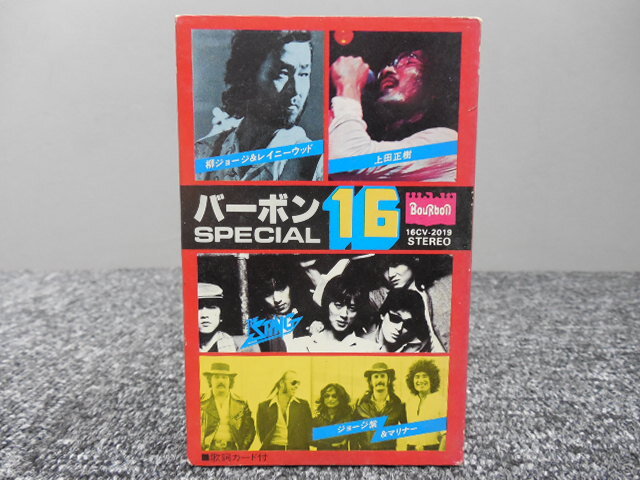 柳ジョージ&レイニーウッド
上田正樹
バーボン
SPECIAL
16
BouRboN
16CV-2019
STEREO
STING
ジョージ紫
&マリナー
■歌詞カード付